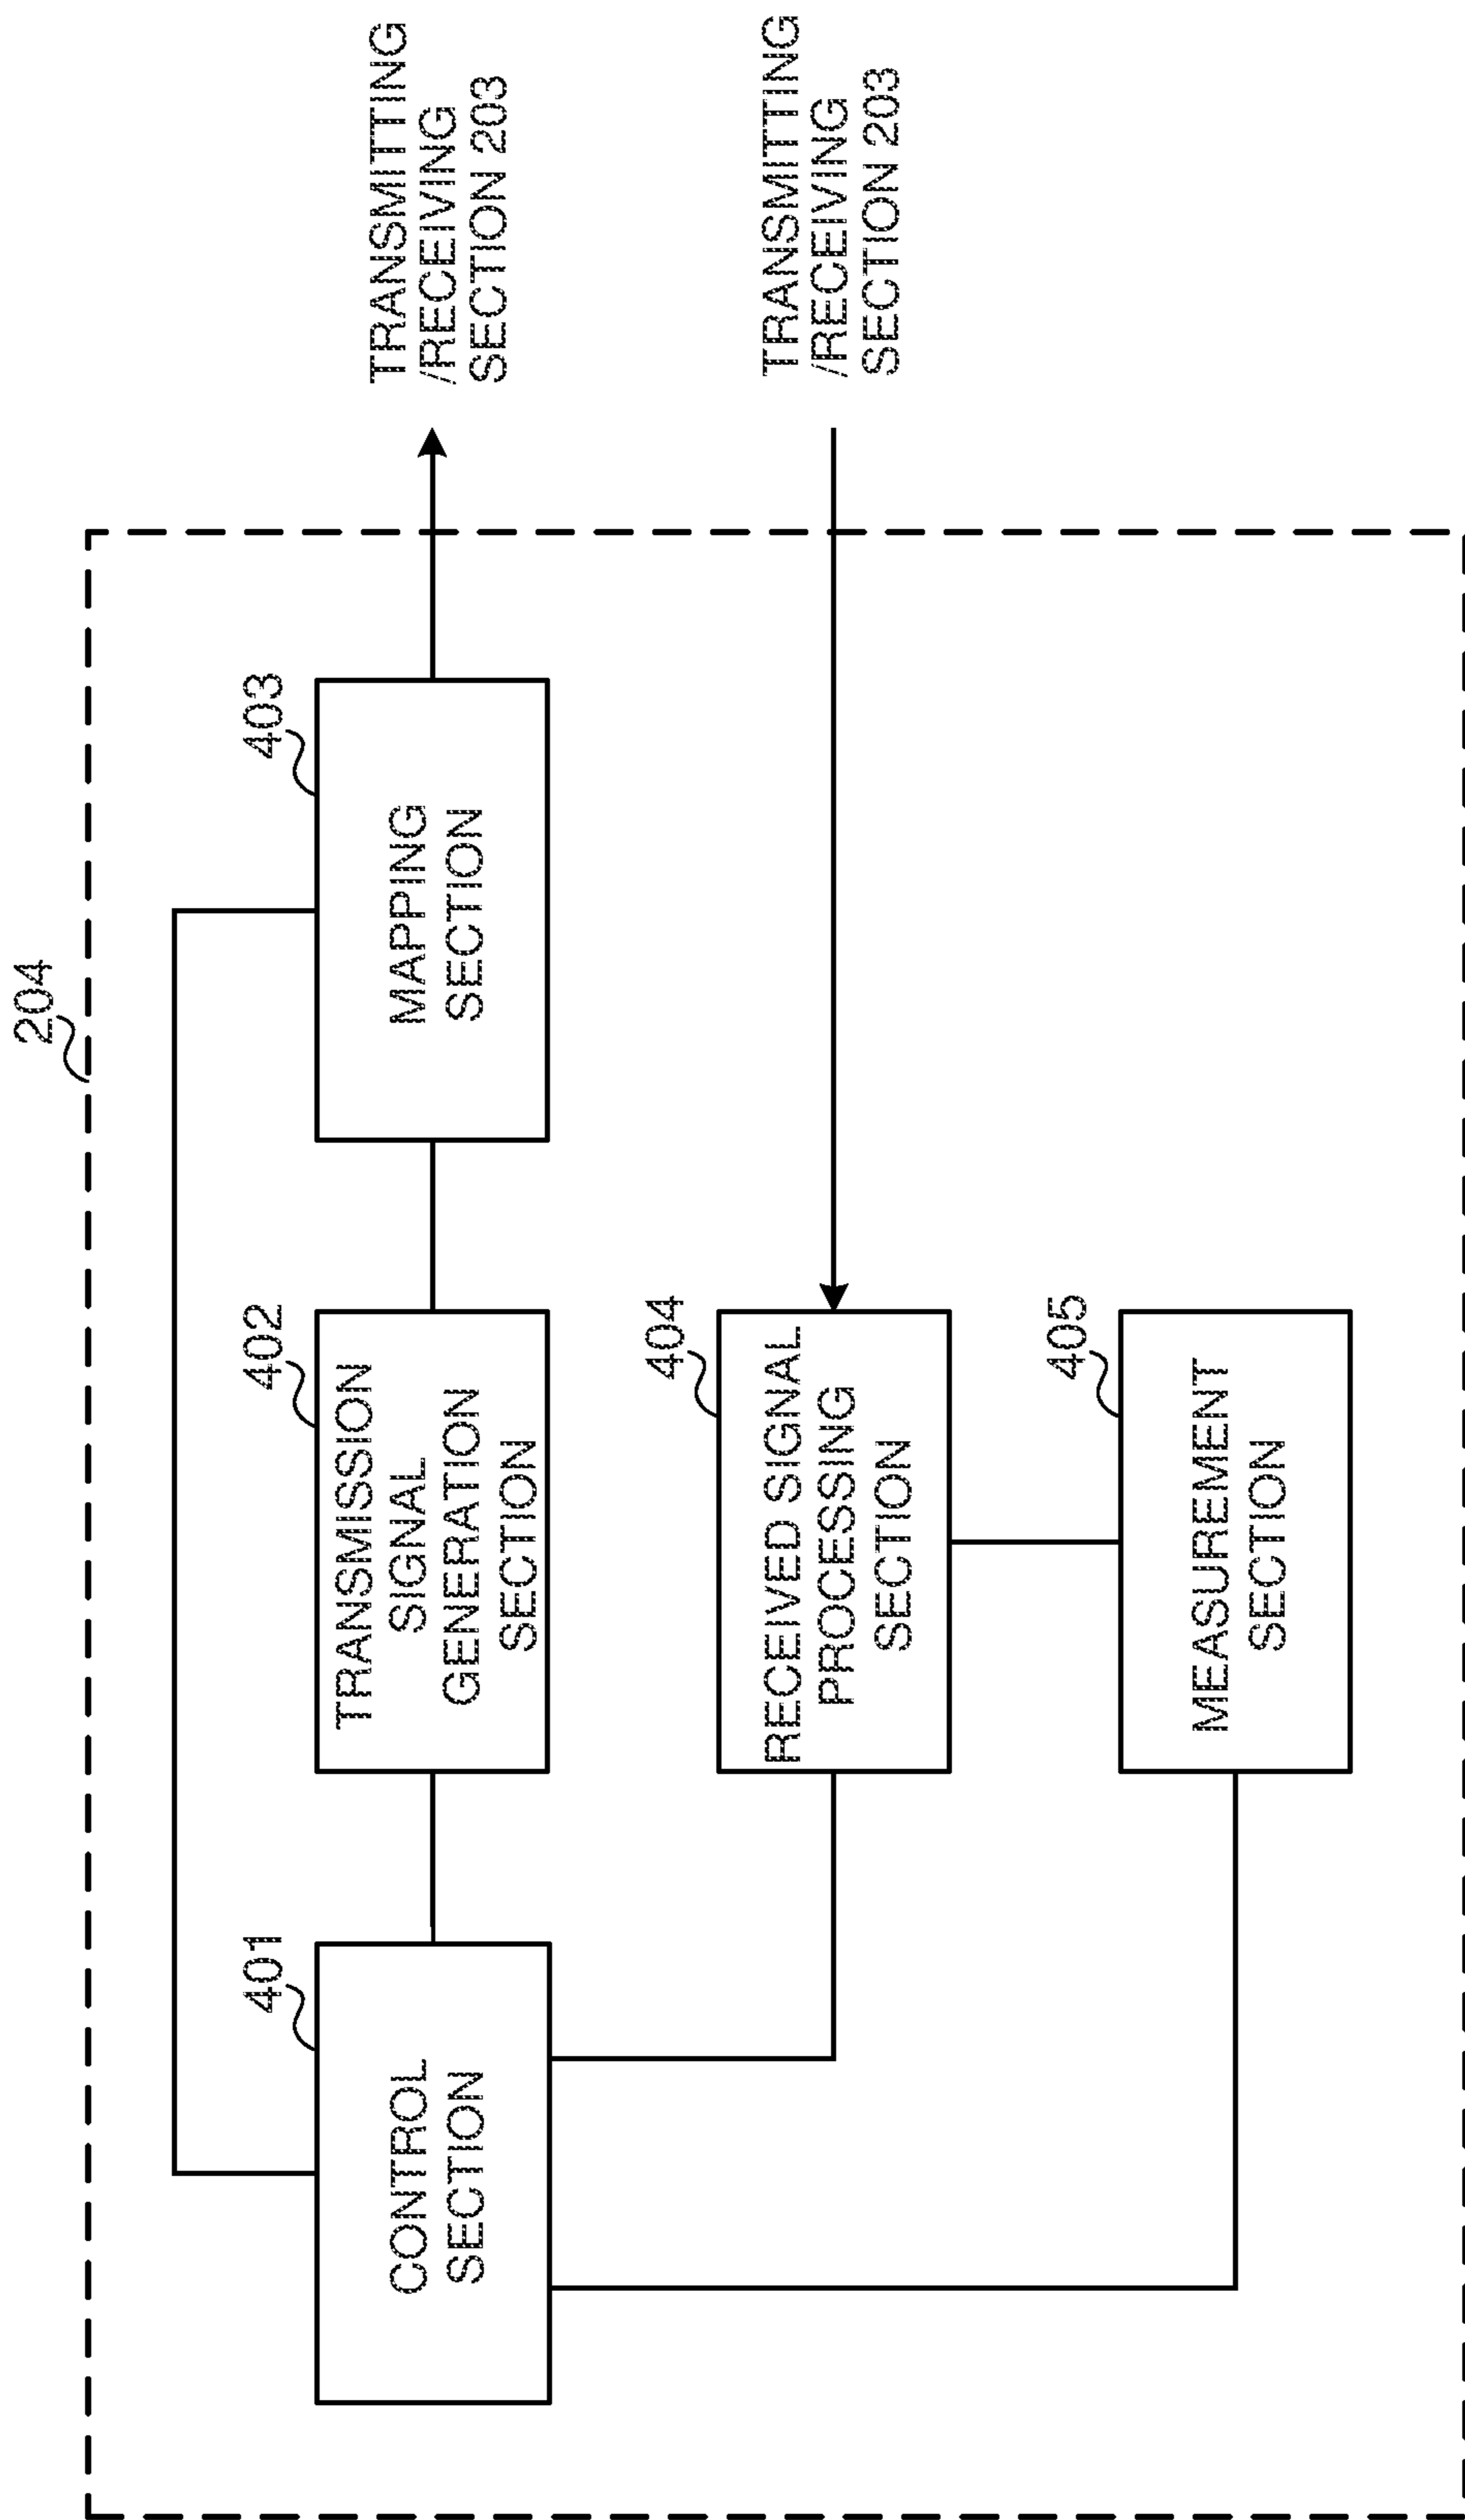 204
401
CONTROL
SECTION
402
TRANSMISSION
SIGNAL
GENERATION
SECTION
403
MAPPING
SECTION
TRANSMITTING
/RECEIVING
SECTION 203
404
RECEIVED SIGNAL
PROCESSING
SECTION
TRANSMITTING
/RECEIVING
SECTION 203
405
MEASUREMENT
SECTION